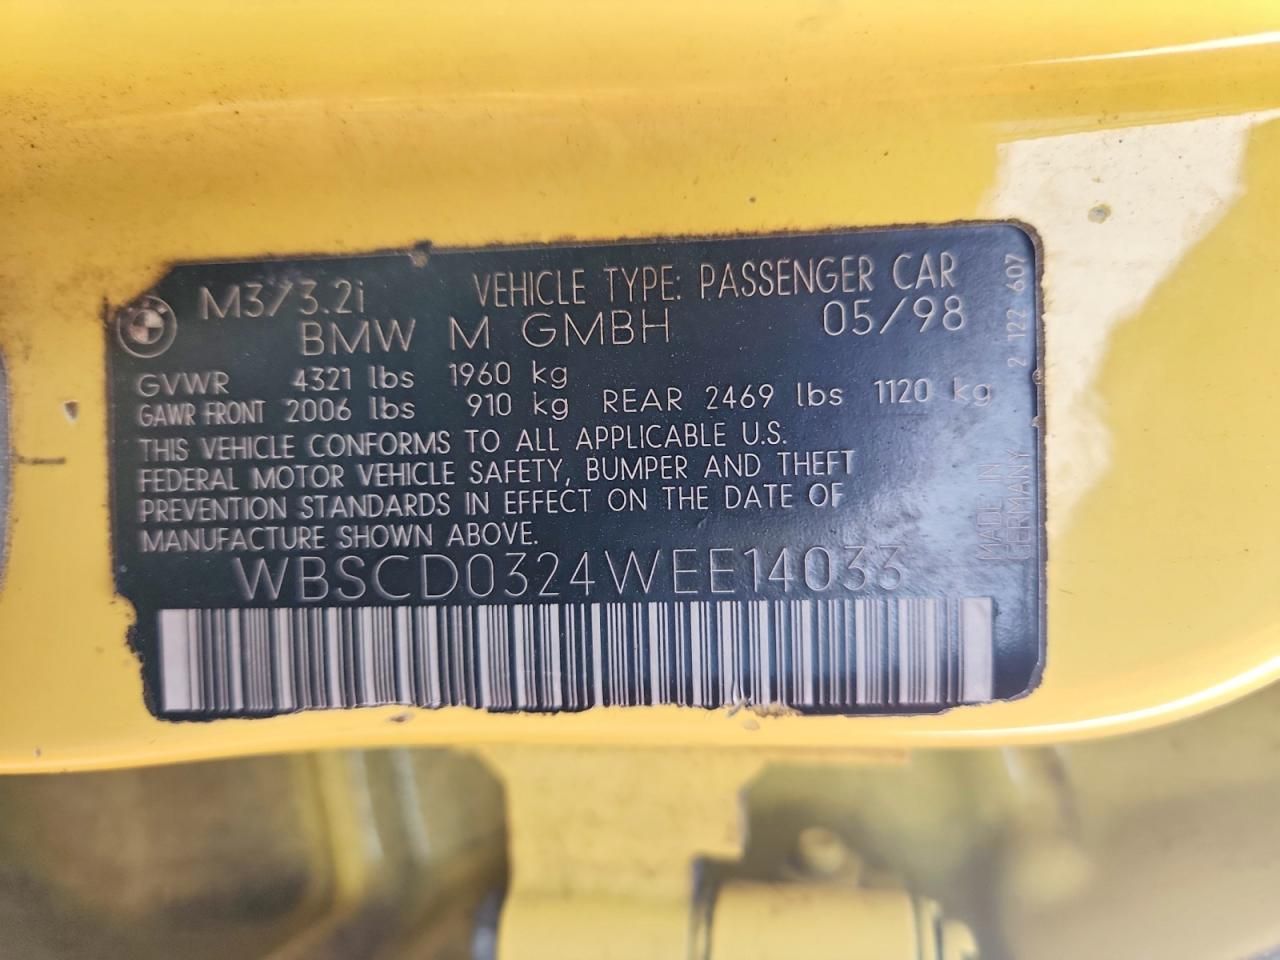 M3/3.2i VEHICLE TYPE: PASSENGER CAR
BMW M GMBH 05/98
GVWR 4321 lbs 1960 kg
GAWR FRONT 2006 lbs 910 kg REAR 2469 lbs 1120 kg
THIS VEHICLE CONFORMS TO ALL APPLICABLE U.S.
FEDERAL MOTOR VEHICLE SAFETY, BUMPER AND THEFT
PREVENTION STANDARDS IN EFFECT ON THE DATE OF
MANUFACTURE SHOWN ABOVE.
WBSCD0324WEE14033
2 122 607
MADE IN
GERMANY